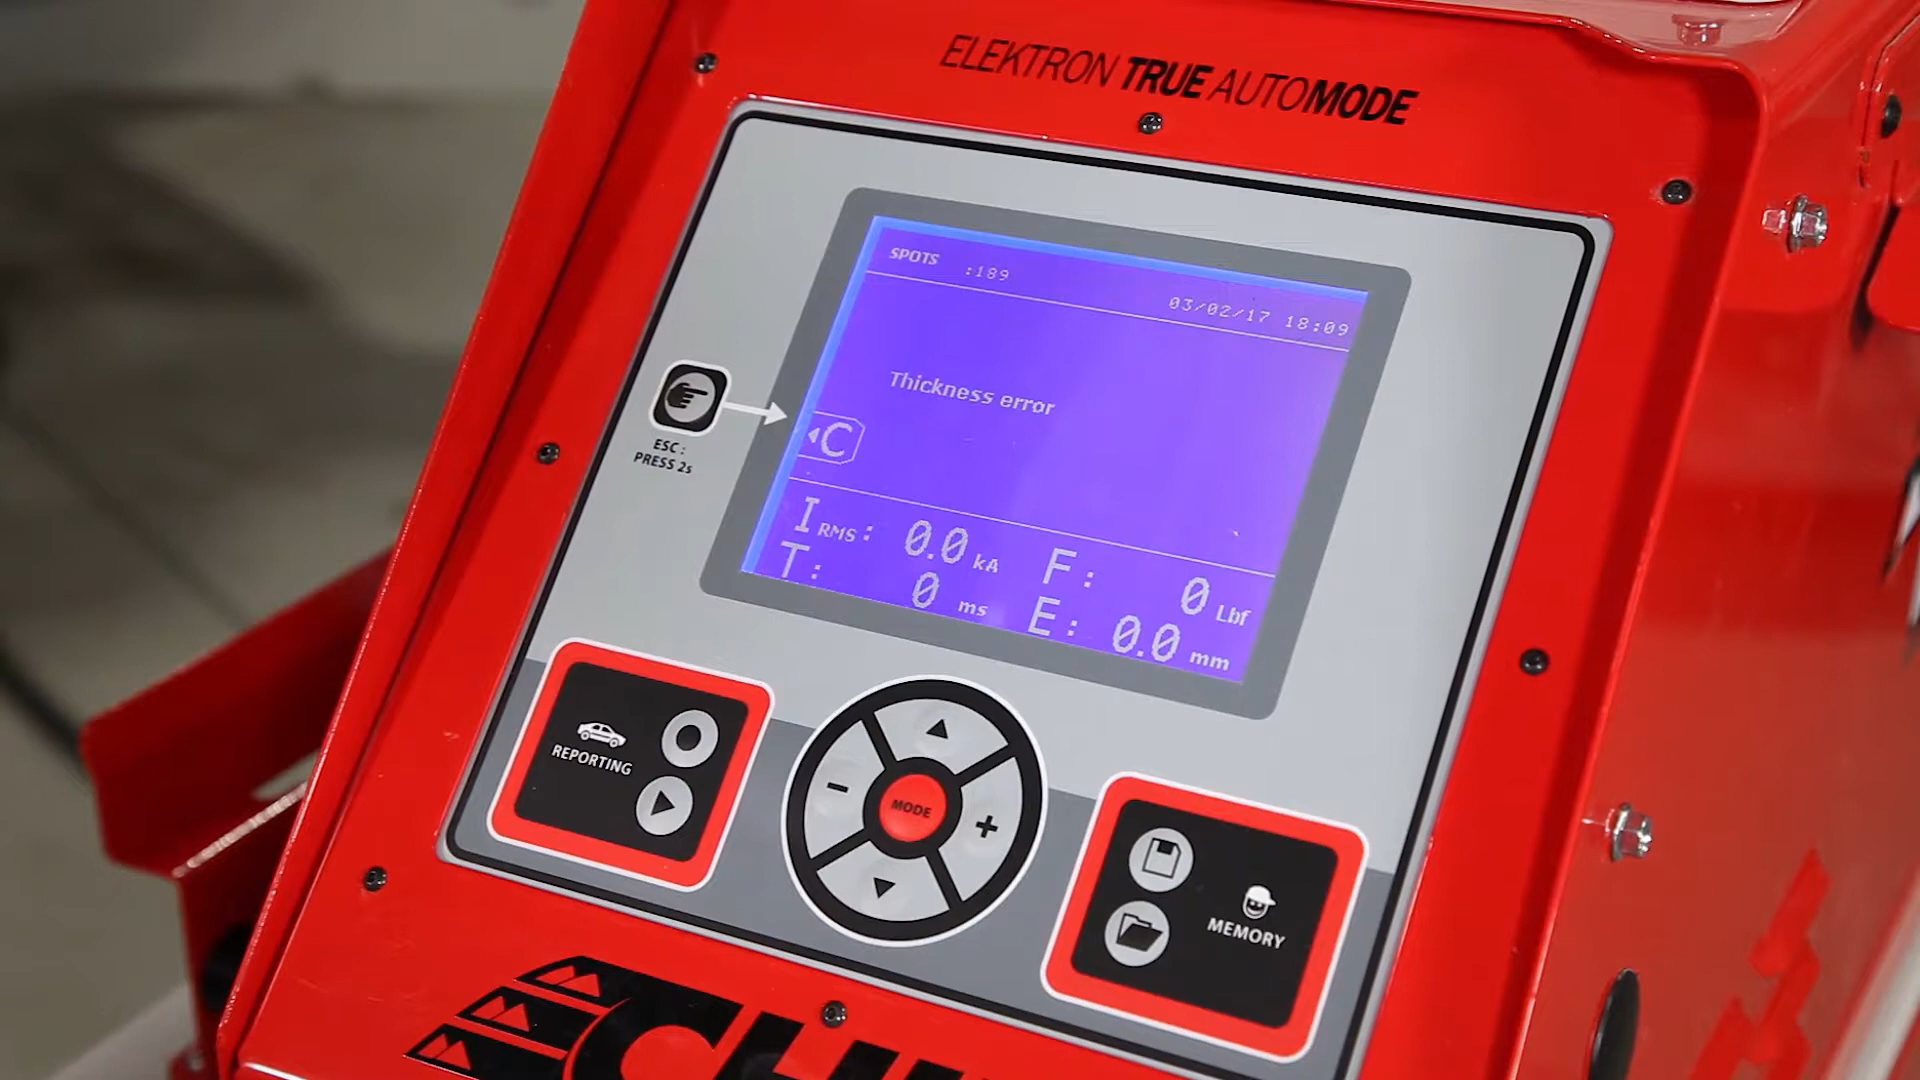 ELEKTRON TRUE AUTOMODE
SPOTS :189
03/02/17 18:09
Thickness error
C
ESC :
PRESS 2s
I RMS: 0.0 kA F: 0 Lbf
T: 0 ms E: 0.0 mm
REPORTING
MODE
MEMORY